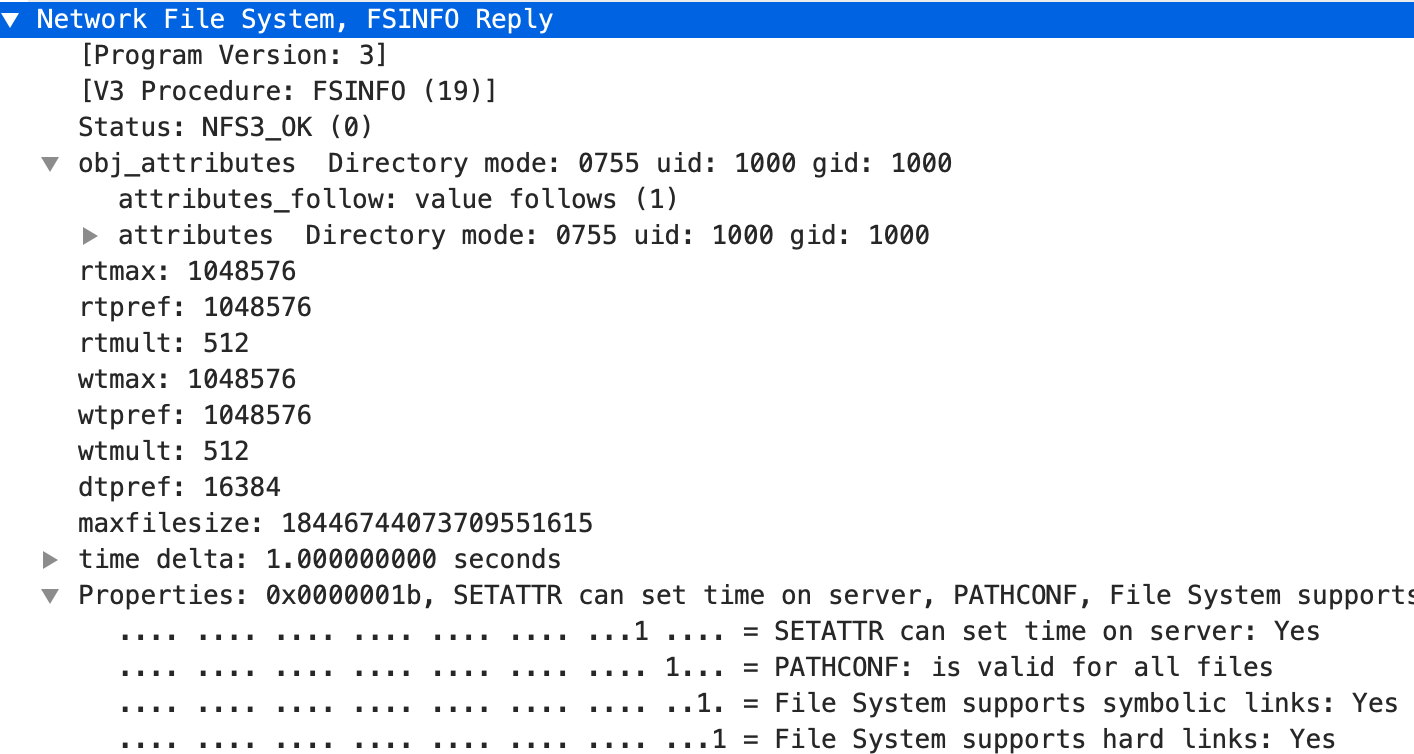 Network File System, FSINFO Reply
[Program Version: 3]
[V3 Procedure: FSINFO (19)]
Status: NFS3_OK (0)
obj_attributes  Directory mode: 0755 uid: 1000 gid: 1000
attributes_follow: value follows (1)
attributes  Directory mode: 0755 uid: 1000 gid: 1000
rtmax: 1048576
rtpref: 1048576
rtmult: 512
wtmax: 1048576
wtpref: 1048576
wtmult: 512
dtpref: 16384
maxfilesize: 18446744073709551615
time delta: 1.000000000 seconds
Properties: 0x0000001b, SETATTR can set time on server, PATHCONF, File System supports
.... .... .... .... .... .... ...1 .... = SETATTR can set time on server: Yes
.... .... .... .... .... .... .... 1... = PATHCONF: is valid for all files
.... .... .... .... .... .... .... ..1. = File System supports symbolic links: Yes
.... .... .... .... .... .... .... ...1 = File System supports hard links: Yes